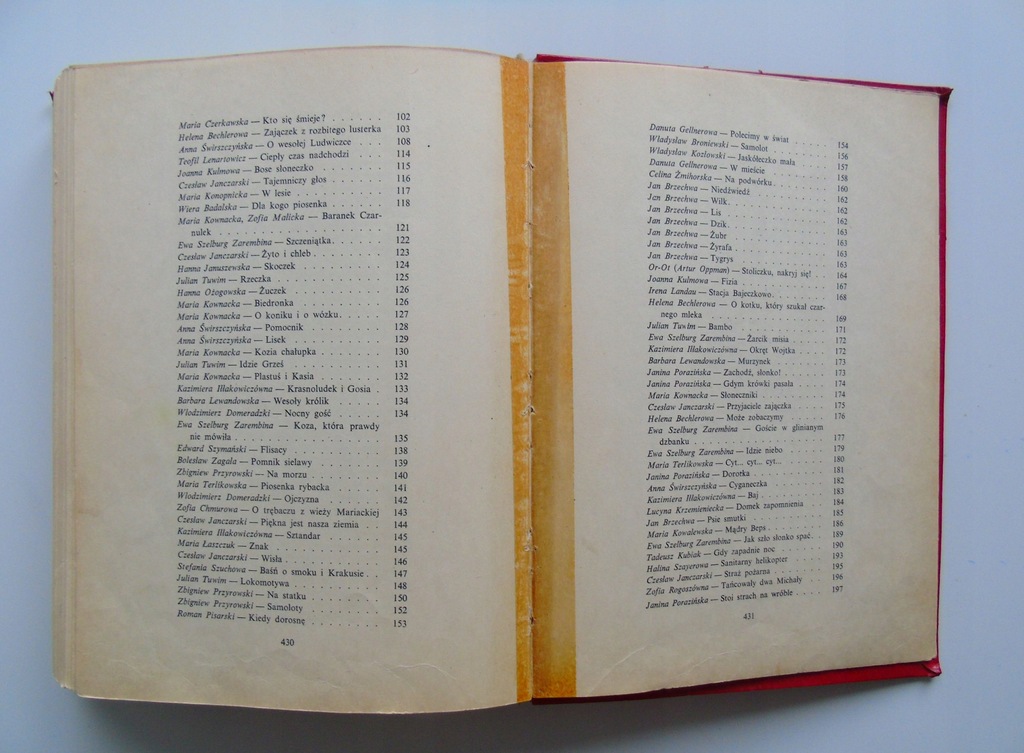 Maria Czerkawska — Kto się śmieje? . . . . . . 102
Helena Bechlerowa — Zajączek z rozbitego lusterka 103
Anna Świrszczyńska — O wesołej Ludwiczce . . . 108
Teofil Lenartowicz — Ciepły czas nadchodzi . . . . 114
Joanna Kulmowa — Bose słoneczko . . . . . . . 115
Czesław Janczarski — Tajemniczy głos . . . . . . 116
Maria Konopnicka — W lesie . . . . . . . . . . 117
Wiera Badalska — Dla kogo piosenka . . . . . . 118
Maria Kownacka, Zofia Malicka — Baranek Czar-
nulek . . . . . . . . . . . . . . . . . 121
Ewa Szelburg Zarembina — Szczeniątka. . . . . . 122
Czesław Janczarski — Żyto i chleb . . . . . . . . 123
Hanna Januszewska — Skoczek . . . . . . . . . 124
Julian Tuwim — Rzeczka . . . . . . . . . . . 125
Hanna Ożogowska — Żuczek . . . . . . . . . . 126
Maria Kownacka — Biedronka . . . . . . . . . 126
Maria Kownacka — O koniku i o wózku. . . . . . 127
Anna Świrszczyńska — Pomocnik . . . . . . . . 128
Anna Świrszczyńska — Lisek . . . . . . . . . . 129
Maria Kownacka — Kozia chałupka . . . . . . . 130
Julian Tuwim — Idzie Grześ . . . . . . . . . . 131
Maria Kownacka — Plastuś i Kasia . . . . . . . 132
Kazimiera Iłłakowiczówna — Krasnoludek i Gosia . 133
Barbara Lewandowska — Wesoły królik . . . . . . 134
Włodzimierz Domeradzki — Nocny gość . . . . . 134
Ewa Szelburg Zarembina — Koza, która prawdy
nie mówiła . . . . . . . . . . . . . . . 135
Edward Szymański — Flisacy . . . . . . . . . . 138
Bolesław Zagała — Pomnik sielawy . . . . . . . 139
Zbigniew Przyrowski — Na morzu . . . . . . . . 140
Maria Terlikowska — Piosenka rybacka . . . . . . 141
Włodzimierz Domeradzki — Ojczyzna . . . . . . 142
Zofia Chmurowa — O trębaczu z wieży Mariackiej 143
Czesław Janczarski — Piękna jest nasza ziemia . . 144
Kazimiera Iłłakowiczówna — Sztandar . . . . . . 145
Maria Łaszczuk — Znak . . . . . . . . . . . . 145
Czesław Janczarski — Wisła . . . . . . . . . . 146
Stefania Szuchowa — Baśń o smoku i Krakusie . . 147
Julian Tuwim — Lokomotywa . . . . . . . . . . 148
Zbigniew Przyrowski — Na statku . . . . . . . . 150
Zbigniew Przyrowski — Samoloty . . . . . . . . 152
Roman Pisarski — Kiedy dorosnę . . . . . . . . 153
430
Danuta Gellnerowa — Polecimy w świat . . . . . 154
Władysław Broniewski — Samolot . . . . . . . . 156
Władysław Kozłowski — Jaskółeczko mała . . . . 157
Danuta Gellnerowa — W mieście . . . . . . . . 158
Celina Żmihorska — Na podwórku . . . . . . . . 160
Jan Brzechwa — Niedźwiedź . . . . . . . . . . 162
Jan Brzechwa — Wilk. . . . . . . . . . . . . 162
Jan Brzechwa — Lis . . . . . . . . . . . . . 162
Jan Brzechwa — Dzik. . . . . . . . . . . . . 163
Jan Brzechwa — Żubr . . . . . . . . . . . . 163
Jan Brzechwa — Żyrafa . . . . . . . . . . . . 163
Jan Brzechwa — Tygrys . . . . . . . . . . . . 163
Or-Ot (Artur Oppman) — Stoliczku, nakryj się! . . 164
Joanna Kulmowa — Fizia . . . . . . . . . . . 167
Irena Landau — Stacja Bajeczkowo. . . . . . . . 168
Helena Bechlerowa — O kotku, który szukał czar-
nego mleka . . . . . . . . . . . . . . . 169
Julian Tuwim — Bambo . . . . . . . . . . . . 171
Ewa Szelburg Zarembina — Żarcik misia . . . . . 172
Kazimiera Iłłakowiczówna — Okręt Wojtka . . . . 172
Barbara Lewandowska — Murzynek . . . . . . . 173
Janina Porazińska — Zachodź, słonko! . . . . . . 173
Janina Porazińska — Gdym krówki pasała . . . . 174
Maria Kownacka — Słoneczniki . . . . . . . . . 174
Czesław Janczarski — Przyjaciele zajączka . . . . 175
Helena Bechlerowa — Może zobaczymy . . . . . 176
Ewa Szelburg Zarembina — Goście w glinianym
dzbanku . . . . . . . . . . . . . . . . 177
Ewa Szelburg Zarembina — Idzie niebo . . . . . 179
Maria Terlikowska — Cyt... cyt... cyt... . . . . . 180
Janina Porazińska — Dorotka . . . . . . . . . 181
Anna Świrszczyńska — Cyganeczka . . . . . . . 182
Kazimiera Iłłakowiczówna — Baj . . . . . . . . 183
Lucyna Krzemieniecka — Domek zapomnienia . . 184
Jan Brzechwa — Psie smutki . . . . . . . . . . 185
Maria Kowalewska — Mądry Beps . . . . . . . . 186
Ewa Szelburg Zarembina — Jak szło słonko spać. . 189
Tadeusz Kubiak — Gdy zapadnie noc . . . . . . 190
Halina Szayerowa — Sanitarny helikopter . . . . . 193
Czesław Janczarski — Straż pożarna . . . . . . . 195
Zofia Rogoszówna — Tańcowały dwa Michały . . . 196
Janina Porazińska — Stoi strach na wróble . . . . 197
431